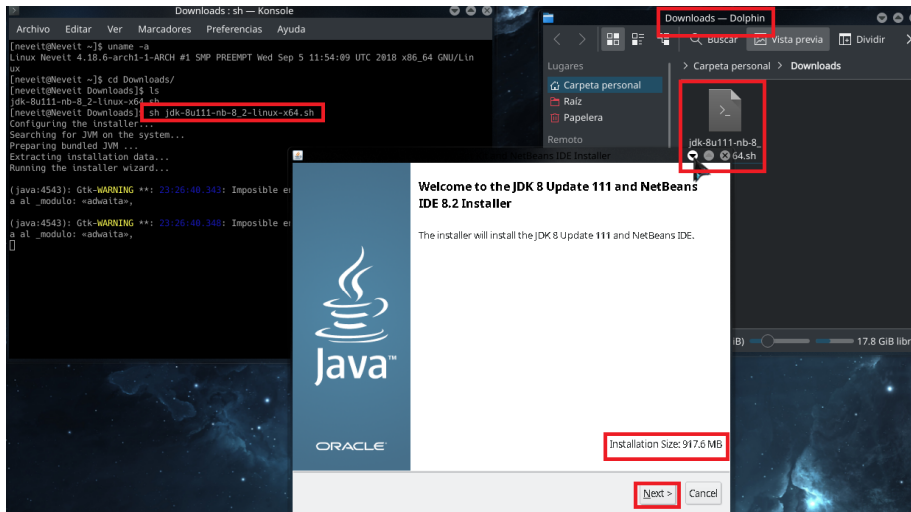 Downloads : sh — Konsole
Archivo Editar Ver Marcadores Preferencias Ayuda
[neveit@Neveit ~]$ uname -a
Linux Neveit 4.18.6-arch1-1-ARCH #1 SMP PREEMPT Wed Sep 5 11:54:09 UTC 2018 x86_64 GNU/Lin
ux
[neveit@Neveit ~]$ cd Downloads/
[neveit@Neveit Downloads]$ ls
jdk-8u111-nb-8_2-linux-x64.sh
[neveit@Neveit Downloads]$ sh jdk-8u111-nb-8_2-linux-x64.sh
Configuring the installer...
Searching for JVM on the system...
Preparing bundled JVM ...
Extracting installation data...
Running the installer wizard...
(java:4543): Gtk-WARNING **: 23:26:40.343: Imposible
a al _modulo: «adwaita»,
(java:4543): Gtk-WARNING **: 23:26:40.348: Imposible
a al _modulo: «adwaita»,
Downloads — Dolphin
Buscar Vista previa Dividir
Lugares
Carpeta personal
Raíz
Papelera
Remoto
> Carpeta personal > Downloads
jdk-8u111-nb-8_
64.sh
iB) 17.8 GiB libr
NetBeans IDE Installer
Welcome to the JDK 8 Update 111 and NetBeans
IDE 8.2 Installer
The installer will install the JDK 8 Update 111 and NetBeans IDE.
Java™
ORACLE
Installation Size: 917.6 MB
Next > Cancel